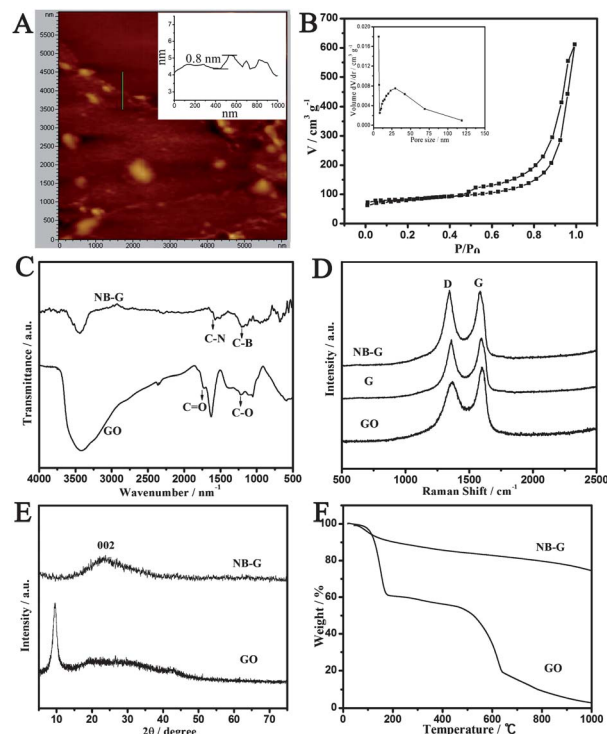 A
nm
5000
4500
4000
3500
3000
2500
2000
1500
1000
500
0
0.8 nm
nm
7
6
5
4
3
2
1
0 200 400 600 800 1000
nm
1000 2000 3000 4000 5000 nm
B
V / cm³ g⁻¹
700
600
500
400
300
200
100
0
Volume dV/dr / cm³ g⁻¹
0.020
0.016
0.012
0.008
0.004
0.000
0 25 50 75 100 125 150
Pore size / nm
0.0 0.2 0.4 0.6 0.8 1.0
P/P₀
C
Transmittance / a.u.
NB-G
C-N
C-B
GO
C=O
C-O
4000 3500 3000 2500 2000 1500 1000 500
Wavenumber / nm⁻¹
D
Intensity / a.u.
D G
NB-G
G
GO
500 1000 1500 2000 2500
Raman Shift / cm⁻¹
E
Intensity / a.u.
002
NB-G
GO
10 20 30 40 50 60 70
2θ / degree
F
Weight / %
100
80
60
40
20
0
NB-G
GO
0 200 400 600 800 1000
Temperature / ℃